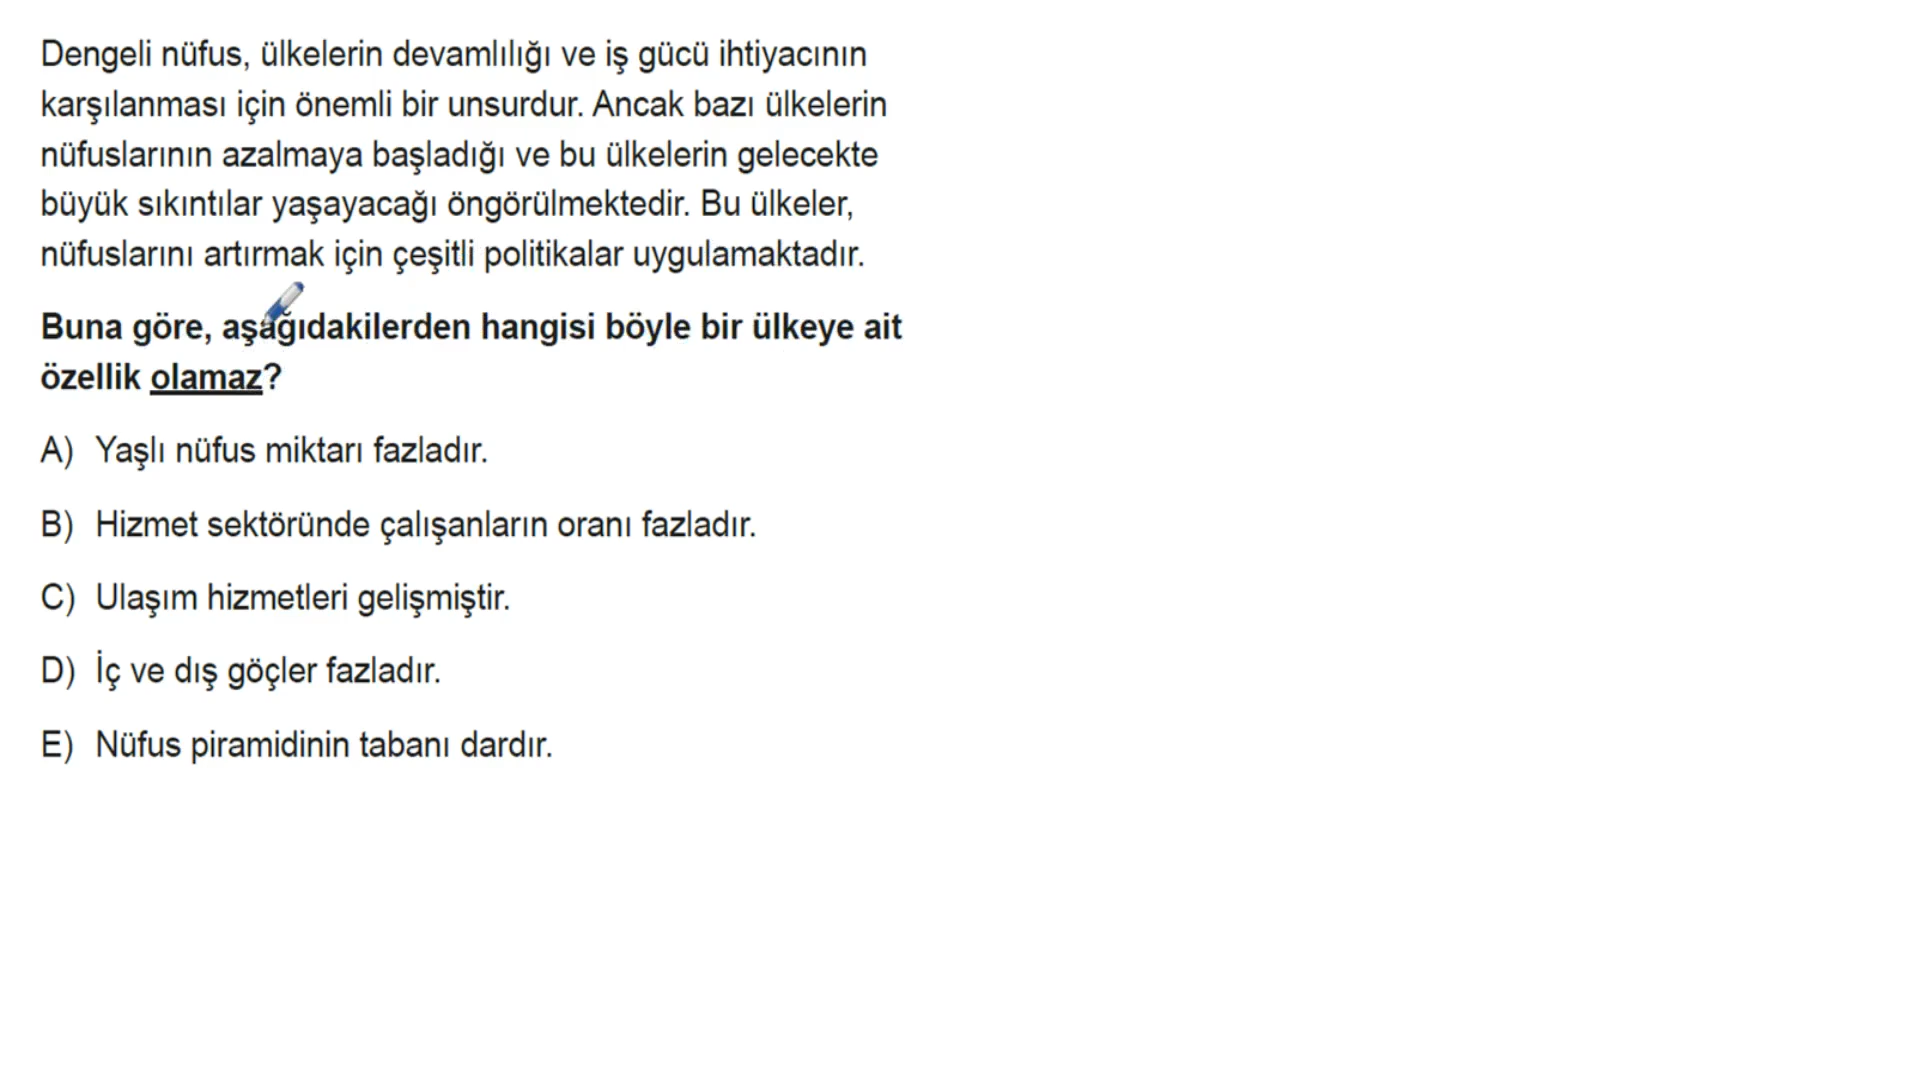 Dengeli nüfus, ülkelerin devamlılığı ve iş gücü ihtiyacının
karşılanması için önemli bir unsurdur. Ancak bazı ülkelerin
nüfuslarının azalmaya başladığı ve bu ülkelerin gelecekte
büyük sıkıntılar yaşayacağı öngörülmektedir. Bu ülkeler,
nüfuslarını artırmak için çeşitli politikalar uygulamaktadır.
Buna göre, aşağıdakilerden hangisi böyle bir ülkeye ait
özellik olamaz?
A) Yaşlı nüfus miktarı fazladır.
B) Hizmet sektöründe çalışanların oranı fazladır.
C) Ulaşım hizmetleri gelişmiştir.
D) İç ve dış göçler fazladır.
E) Nüfus piramidinin tabanı dardır.